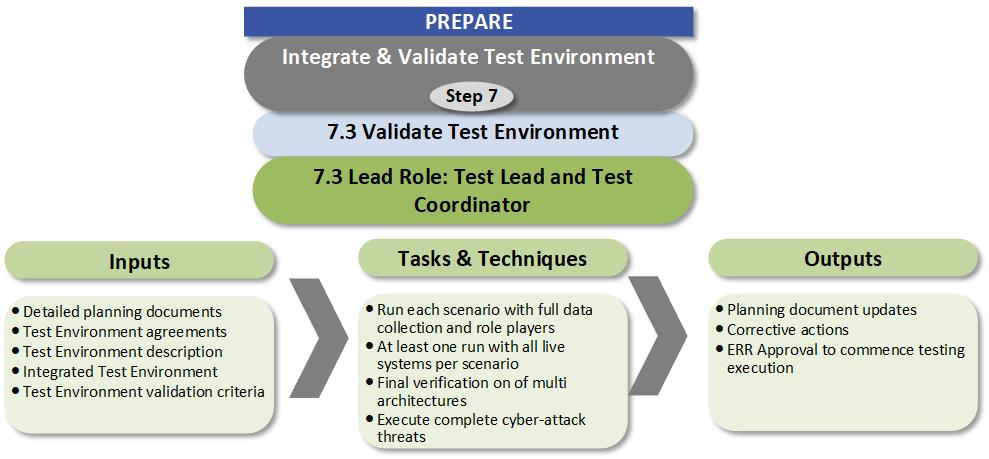 PREPARE
Integrate & Validate Test Environment
Step 7
7.3 Validate Test Environment
7.3 Lead Role: Test Lead and Test
Coordinator
Inputs
• Detailed planning documents
• Test Environment agreements
• Test Environment description
• Integrated Test Environment
• Test Environment validation criteria
Tasks & Techniques
• Run each scenario with full data
collection and role players
• At least one run with all live
systems per scenario
• Final verification on of multi
architectures
• Execute complete cyber-attack
threats
Outputs
• Planning document updates
• Corrective actions
• ERR Approval to commence testing
execution